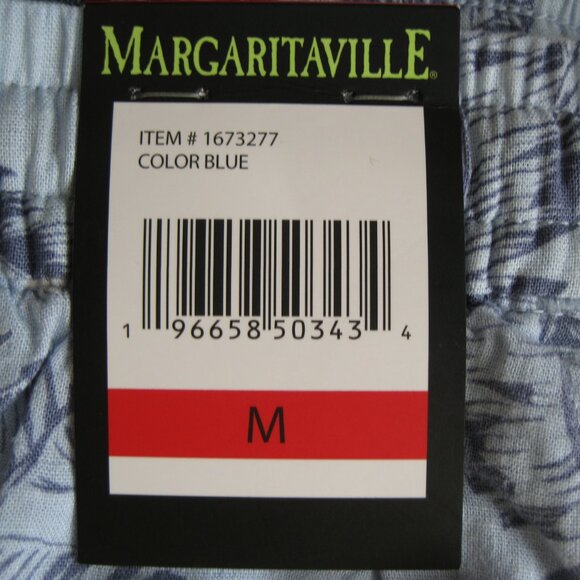 MARGARITAVILLE®
ITEM # 1673277
COLOR BLUE
1 96658 50343 4
M